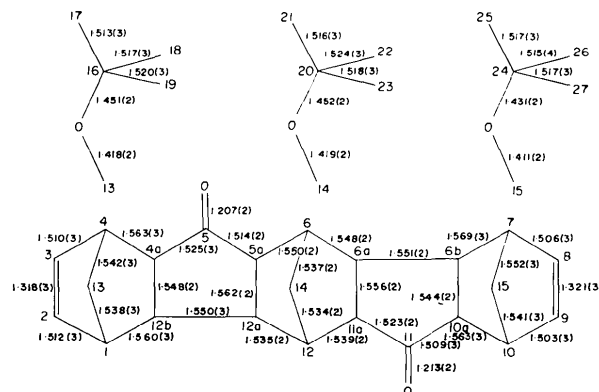 17 21 25
1·513(3) 1·516(3) 1·517(3)
1·517(3) 18 1·524(3) 22 1·515(4) 26
16 1·520(3) 20 1·518(3) 24 1·517(3)
19 23 27
1·451(2) 1·452(2) 1·431(2)
O O O
1·418(2) 1·419(2) 1·411(2)
13 14 15
O
1·207(2)
4 5 6 7
1·510(3) 1·563(3) 1·514(2) 1·548(2) 1·569(3) 1·506(3)
4a 1·525(3) 5a 1·550(2) 6a 1·551(2) 6b
3 1·542(3) 1·537(2) 1·552(3) 8
1·318(3) 13 1·548(2) 1·562(2) 14 1·556(2) 1·544(2) 15 1·321(3)
2 1·538(3) 1·550(3) 1·534(2) 1·541(3) 9
12b 12a 11a 1·523(2) 10a
1·512(3) 1·560(3) 1·535(2) 1·539(2) 1·509(3) 1·563(3) 1·503(3)
1 12 10
1·213(2)
O